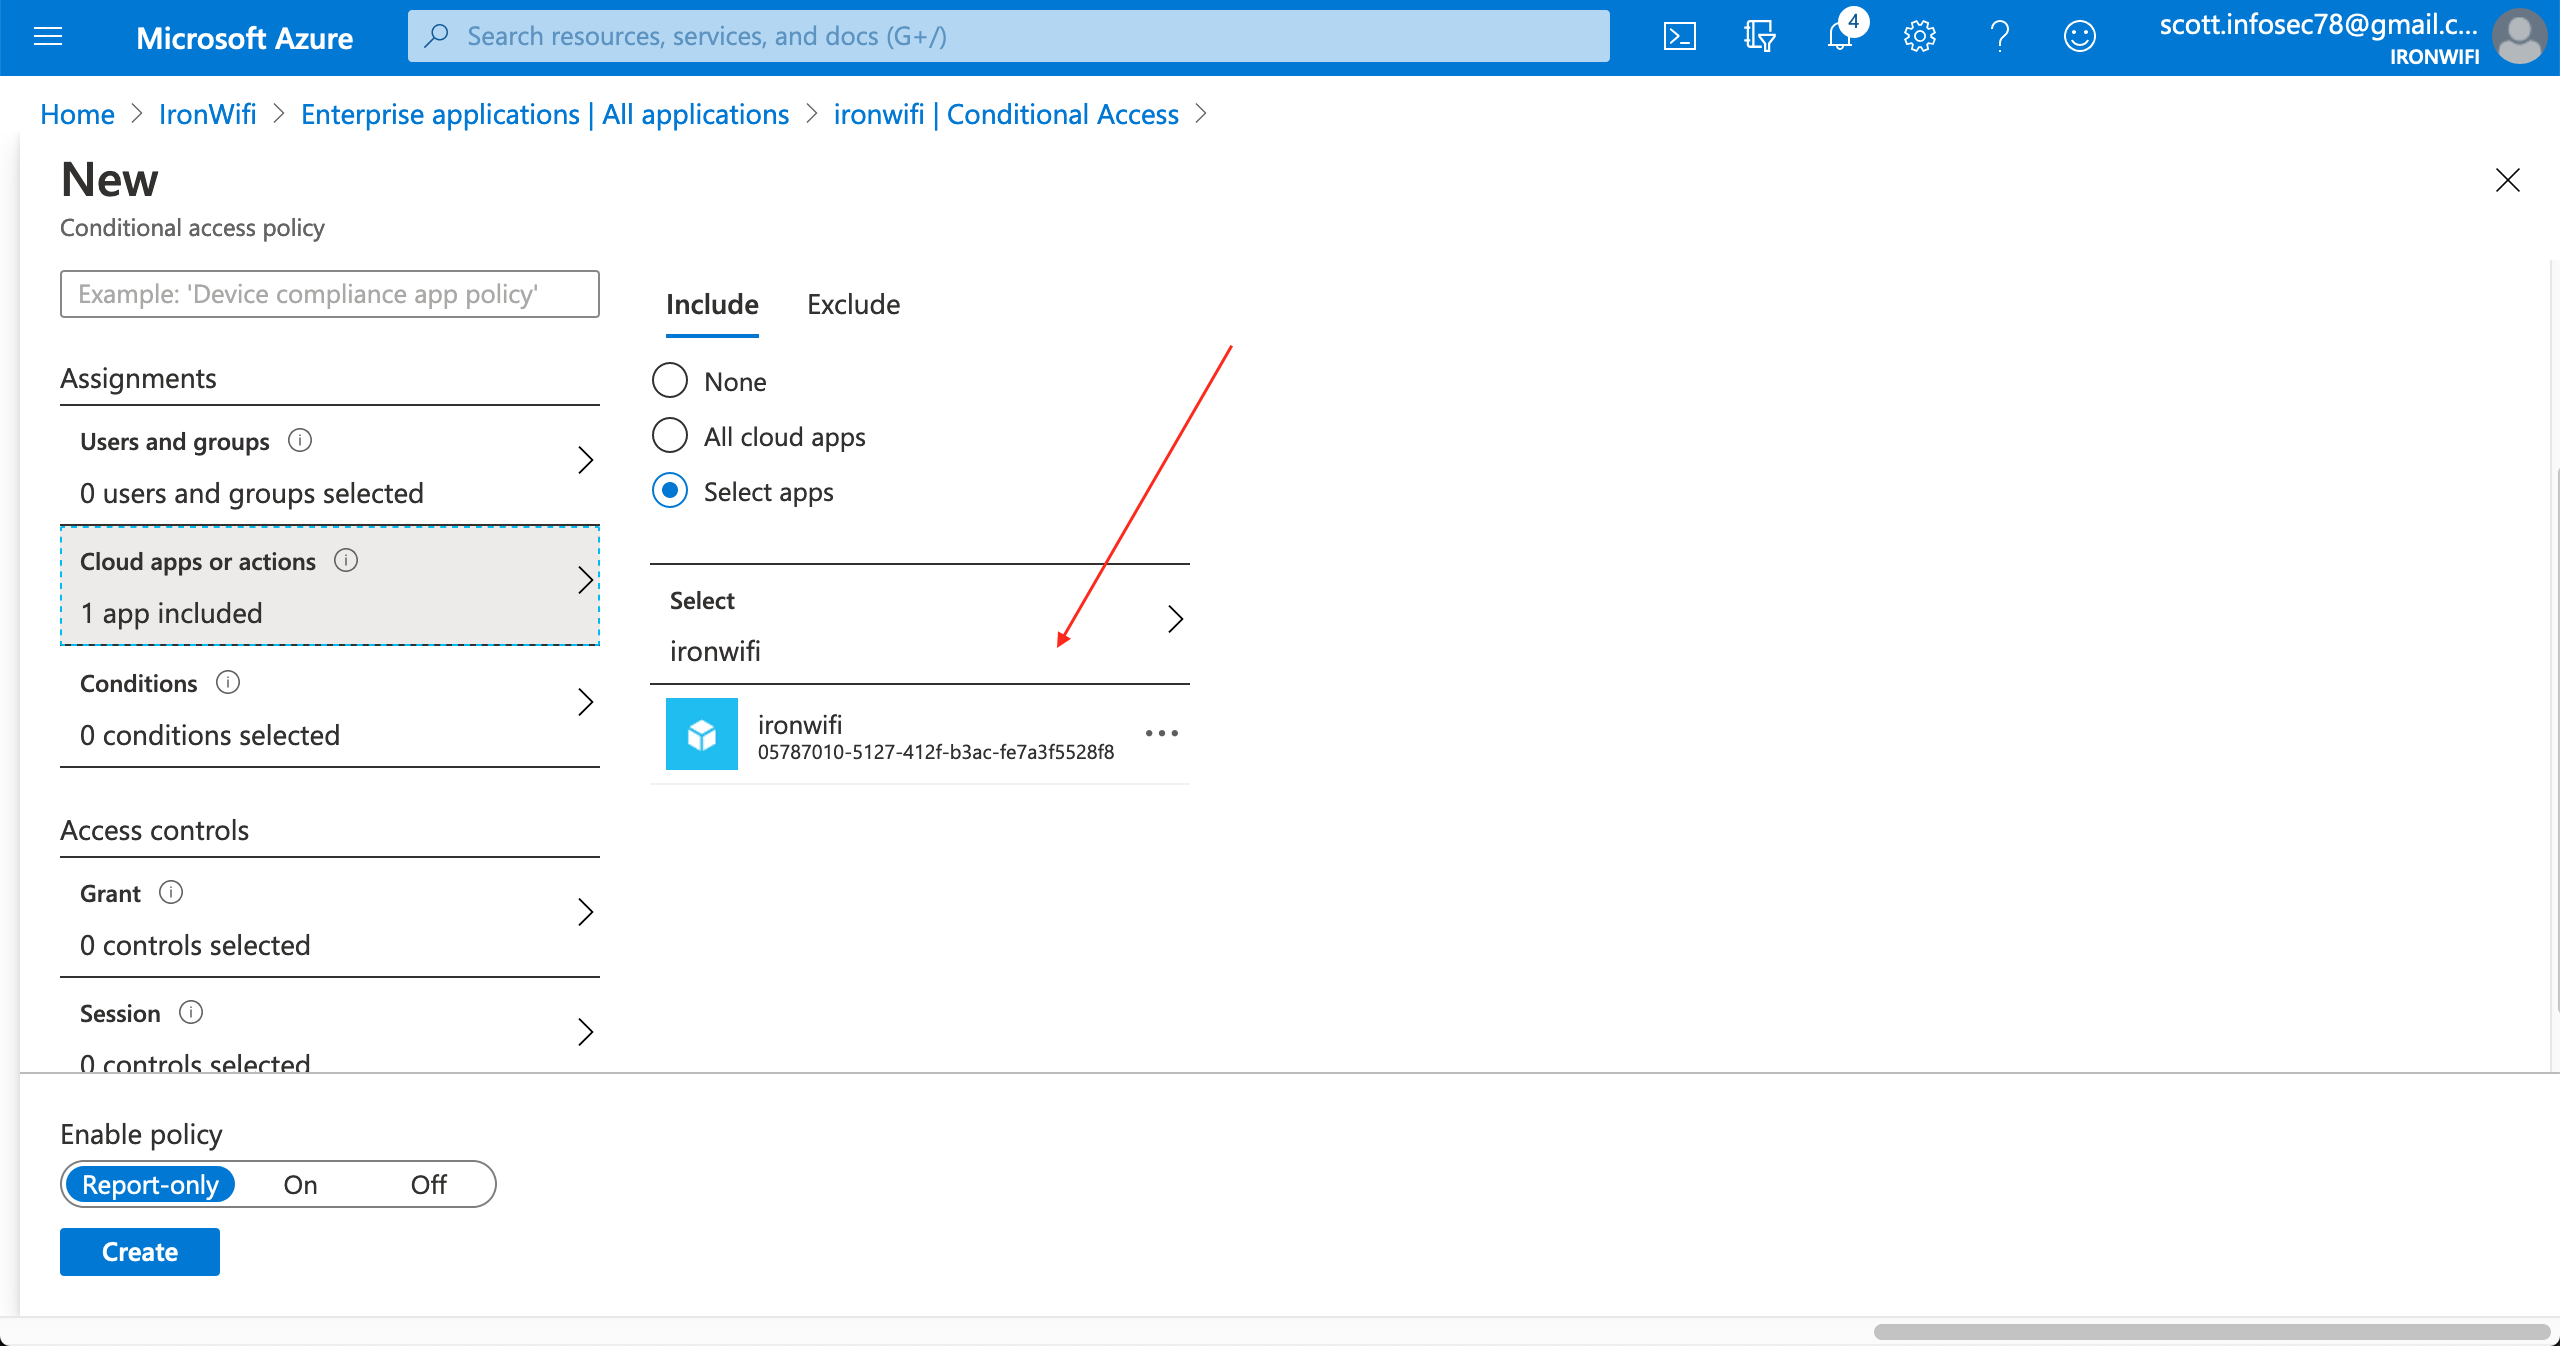 Microsoft Azure
Search resources, services, and docs (G+/)
4
scott.infosec78@gmail.c...
IRONWIFI
Home > IronWifi > Enterprise applications | All applications > ironwifi | Conditional Access >
New
Conditional access policy
Example: 'Device compliance app policy'
Assignments
Users and groups
0 users and groups selected
Cloud apps or actions
1 app included
Conditions
0 conditions selected
Access controls
Grant
0 controls selected
Session
0 controls selected
Include Exclude
None
All cloud apps
Select apps
Select
ironwifi
ironwifi
05787010-5127-412f-b3ac-fe7a3f5528f8
Enable policy
Report-only On Off
Create